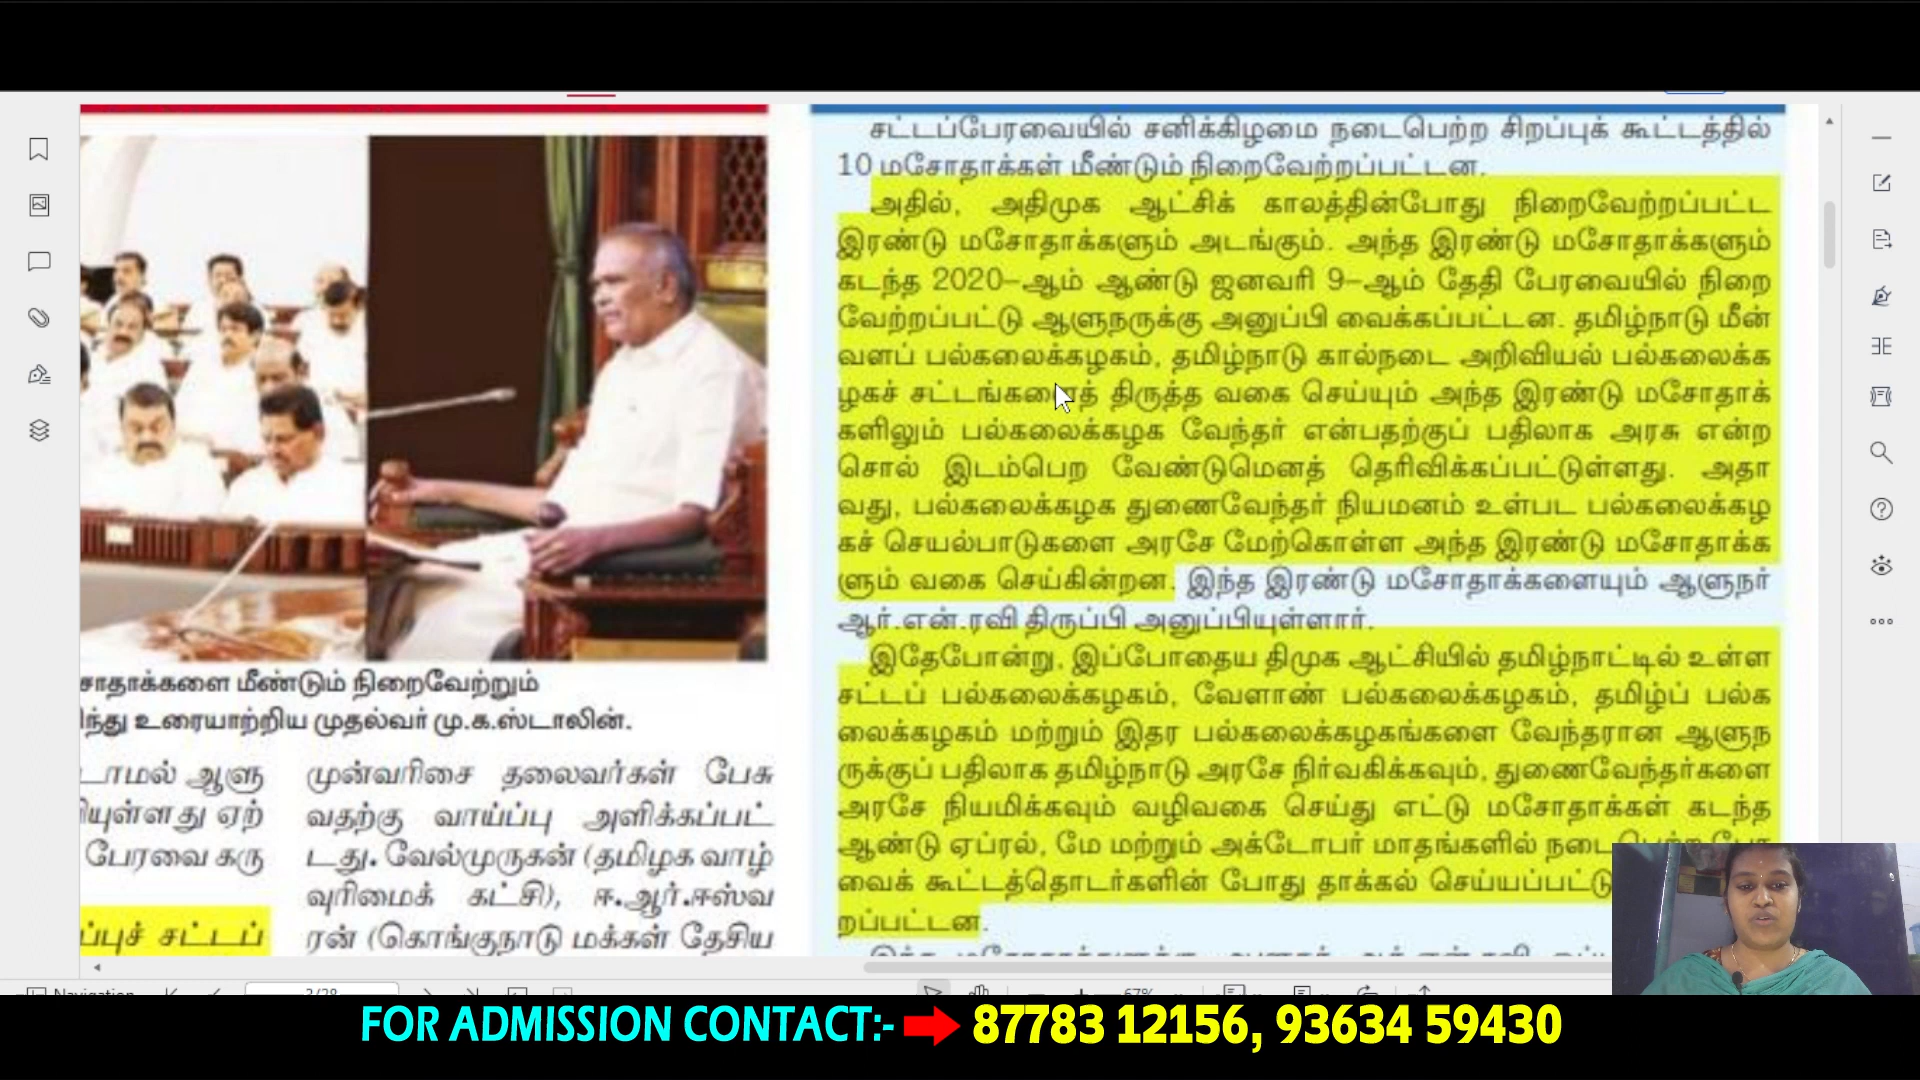 சட்டப்பேரவையில் சனிக்கிழமை நடைபெற்ற சிறப்புக் கூட்டத்தில்
10 மசோதாக்கள் மீண்டும் நிறைவேற்றப்பட்டன.
அதில், அதிமுக ஆட்சிக் காலத்தின்போது நிறைவேற்றப்பட்ட
இரண்டு மசோதாக்களும் அடங்கும். அந்த இரண்டு மசோதாக்களும்
கடந்த 2020–ஆம் ஆண்டு ஜனவரி 9–ஆம் தேதி பேரவையில் நிறை
வேற்றப்பட்டு ஆளுநருக்கு அனுப்பி வைக்கப்பட்டன. தமிழ்நாடு மீன்
வளப் பல்கலைக்கழகம், தமிழ்நாடு கால்நடை அறிவியல் பல்கலைக்க
ழகச் சட்டங்களைத் திருத்த வகை செய்யும் அந்த இரண்டு மசோதாக்
களிலும் பல்கலைக்கழக வேந்தர் என்பதற்குப் பதிலாக அரசு என்ற
சொல் இடம்பெற வேண்டுமெனத் தெரிவிக்கப்பட்டுள்ளது. அதா
வது, பல்கலைக்கழக துணைவேந்தர் நியமனம் உள்பட பல்கலைக்கழ
கச் செயல்பாடுகளை அரசே மேற்கொள்ள அந்த இரண்டு மசோதாக்க
ளும் வகை செய்கின்றன. இந்த இரண்டு மசோதாக்களையும் ஆளுநர்
ஆர்.என்.ரவி திருப்பி அனுப்பியுள்ளார்.
இதேபோன்று, இப்போதைய திமுக ஆட்சியில் தமிழ்நாட்டில் உள்ள
சட்டப் பல்கலைக்கழகம், வேளாண் பல்கலைக்கழகம், தமிழ்ப் பல்க
லைக்கழகம் மற்றும் இதர பல்கலைக்கழகங்களை வேந்தரான ஆளுந
ருக்குப் பதிலாக தமிழ்நாடு அரசே நிர்வகிக்கவும், துணைவேந்தர்களை
அரசே நியமிக்கவும் வழிவகை செய்து எட்டு மசோதாக்கள் கடந்த
ஆண்டு ஏப்ரல், மே மற்றும் அக்டோபர் மாதங்களில்
வைக் கூட்டத்தொடர்களின் போது தாக்கல் செய்யப்பட்டு
றப்பட்டன.
சாதாக்களை மீண்டும் நிறைவேற்றும்
ந்து உரையாற்றிய முதல்வர் மு.க.ஸ்டாலின்.
டாமல் ஆளு
யுள்ளது ஏற்
பேரவை கரு
ப்புச் சட்டப்
முன்வரிசை தலைவர்கள் பேசு
வதற்கு வாய்ப்பு அளிக்கப்பட்
டது. வேல்முருகன் (தமிழக வாழ்
வுரிமைக் கட்சி), ஈ.ஆர்.ஈஸ்வ
ரன் (கொங்குநாடு மக்கள் தேசிய
FOR ADMISSION CONTACT:- 87783 12156, 93634 59430